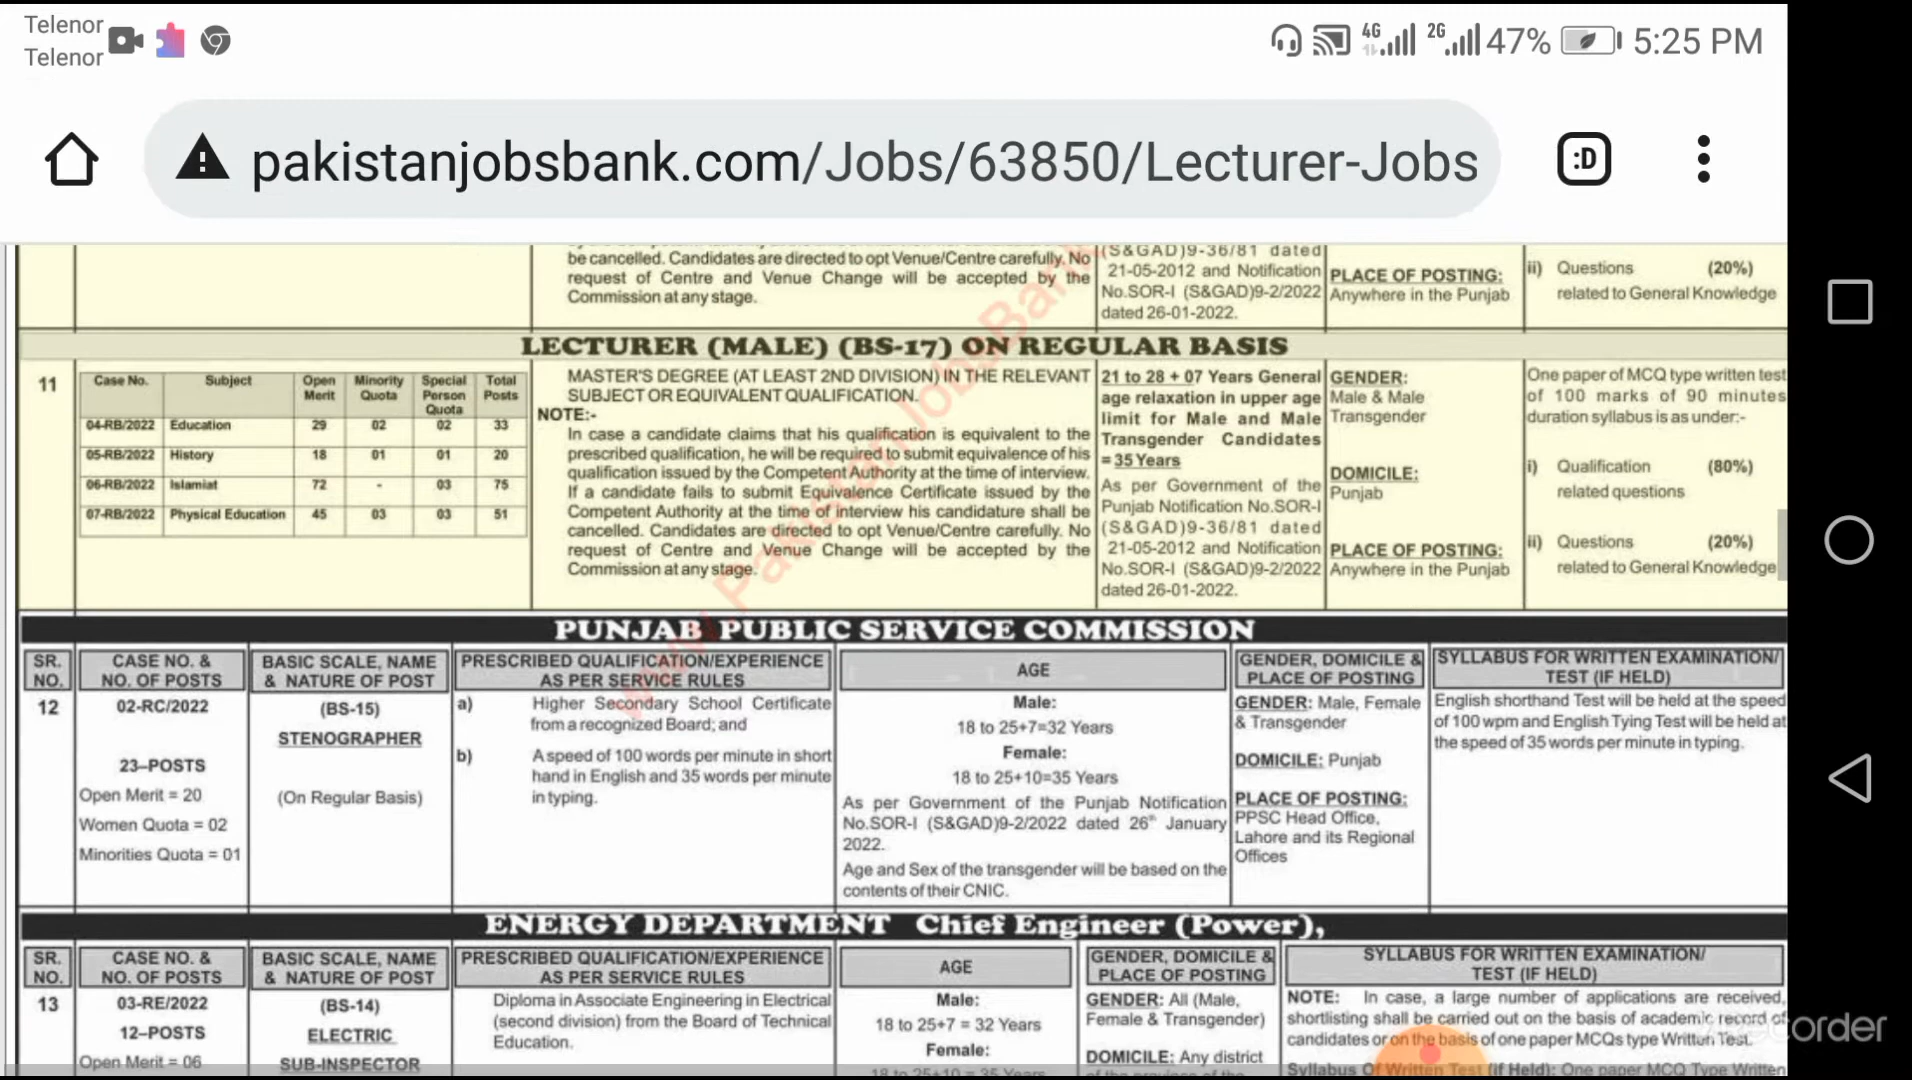 Telenor
Telenor
4G 2G 47% 5:25 PM
pakistanjobsbank.com/Jobs/63850/Lecturer-Jobs :D
be cancelled. Candidates are directed to opt Venue/Centre carefully. No
request of Centre and Venue Change will be accepted by the
Commission at any stage.
(S&GAD)9-36/81 dated
21-05-2012 and Notification
No.SOR-I (S&GAD)9-2/2022
dated 26-01-2022.
PLACE OF POSTING:
Anywhere in the Punjab
ii) Questions (20%)
related to General Knowledge
LECTURER (MALE) (BS-17) ON REGULAR BASIS
11
Case No. Subject Open Merit Minority Quota Special Person Quota Total Posts
04-RB/2022 Education 29 02 02 33
05-RB/2022 History 18 01 01 20
06-RB/2022 Islamiat 72 - 03 75
07-RB/2022 Physical Education 45 03 03 51
MASTER'S DEGREE (AT LEAST 2ND DIVISION) IN THE RELEVANT
SUBJECT OR EQUIVALENT QUALIFICATION.
NOTE:-
In case a candidate claims that his qualification is equivalent to the
prescribed qualification, he will be required to submit equivalence of his
qualification issued by the Competent Authority at the time of interview.
If a candidate fails to submit Equivalence Certificate issued by the
Competent Authority at the time of interview his candidature shall be
cancelled. Candidates are directed to opt Venue/Centre carefully. No
request of Centre and Venue Change will be accepted by the
Commission at any stage.
21 to 28 + 07 Years General
age relaxation in upper age
limit for Male and Male
Transgender Candidates
= 35 Years
As per Government of the
Punjab Notification No.SOR-I
(S&GAD)9-36/81 dated
21-05-2012 and Notification
No.SOR-I (S&GAD)9-2/2022
dated 26-01-2022.
GENDER:
Male & Male
Transgender
DOMICILE:
Punjab
PLACE OF POSTING:
Anywhere in the Punjab
One paper of MCQ type written test
of 100 marks of 90 minutes
duration syllabus is as under:-
i) Qualification (80%)
related questions
ii) Questions (20%)
related to General Knowledge
www.PakistanJobsBank
PUNJAB PUBLIC SERVICE COMMISSION
SR. NO.
CASE NO. & NO. OF POSTS
BASIC SCALE, NAME & NATURE OF POST
PRESCRIBED QUALIFICATION/EXPERIENCE AS PER SERVICE RULES
AGE
GENDER, DOMICILE & PLACE OF POSTING
SYLLABUS FOR WRITTEN EXAMINATION/ TEST (IF HELD)
12
02-RC/2022
23–POSTS
Open Merit = 20
Women Quota = 02
Minorities Quota = 01
(BS-15)
STENOGRAPHER
(On Regular Basis)
a) Higher Secondary School Certificate
from a recognized Board; and
b) A speed of 100 words per minute in short
hand in English and 35 words per minute
in typing.
Male:
18 to 25+7=32 Years
Female:
18 to 25+10=35 Years
As per Government of the Punjab Notification
No.SOR-I (S&GAD)9-2/2022 dated 26th January
2022.
Age and Sex of the transgender will be based on the
contents of their CNIC.
GENDER: Male, Female
& Transgender
DOMICILE: Punjab
PLACE OF POSTING:
PPSC Head Office,
Lahore and its Regional
Offices
English shorthand Test will be held at the speed
of 100 wpm and English Tying Test will be held at
the speed of 35 words per minute in typing.
ENERGY DEPARTMENT Chief Engineer (Power),
SR. NO.
CASE NO. & NO. OF POSTS
BASIC SCALE, NAME & NATURE OF POST
PRESCRIBED QUALIFICATION/EXPERIENCE AS PER SERVICE RULES
AGE
GENDER, DOMICILE & PLACE OF POSTING
SYLLABUS FOR WRITTEN EXAMINATION/ TEST (IF HELD)
13
03-RE/2022
12–POSTS
Open Merit = 06
(BS-14)
ELECTRIC
SUB-INSPECTOR
Diploma in Associate Engineering in Electrical
(second division) from the Board of Technical
Education.
Male:
18 to 25+7 = 32 Years
Female:
18 to 25+10 = 35 Years
GENDER: All (Male,
Female & Transgender)
DOMICILE: Any district
NOTE: In case, a large number of applications are received,
shortlisting shall be carried out on the basis of academic record of
candidates or on the basis of one paper MCQs type Written Test.
Syllabus Of Written Test (if Held): One paper MCQ Type Written